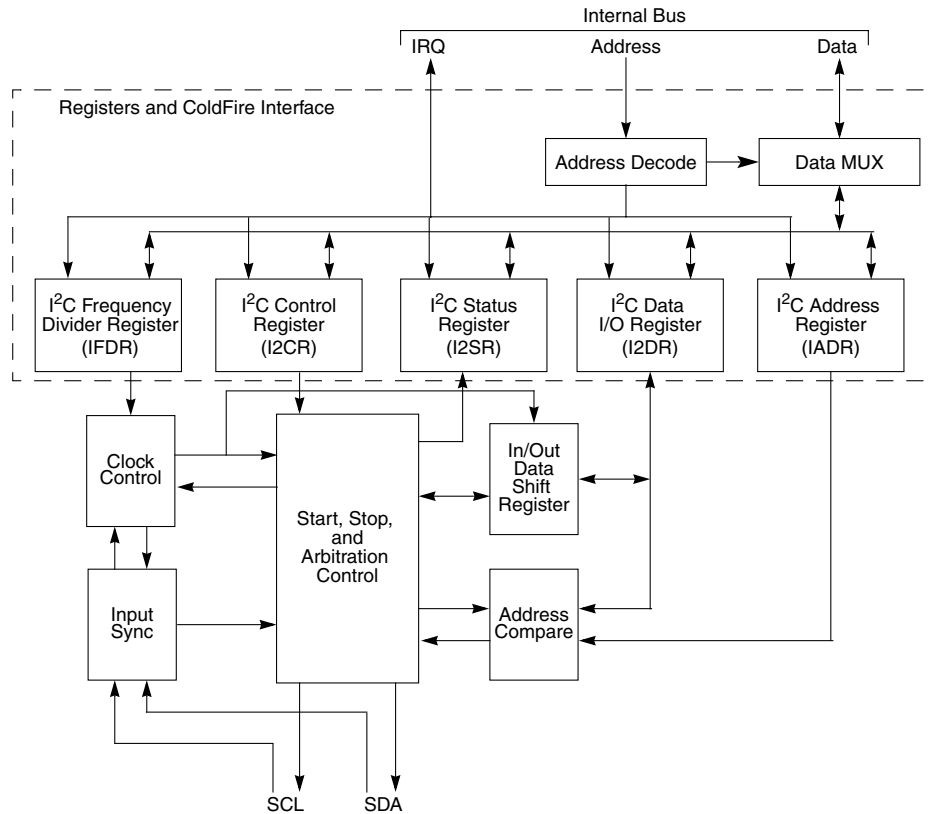 Internal Bus
IRQ
Address
Data
Registers and ColdFire Interface
Address Decode
Data MUX
I²C Frequency
Divider Register
(IFDR)
I²C Control
Register
(I2CR)
I²C Status
Register
(I2SR)
I²C Data
I/O Register
(I2DR)
I²C Address
Register
(IADR)
Clock
Control
Start, Stop,
and
Arbitration
Control
In/Out
Data
Shift
Register
Input
Sync
Address
Compare
SCL
SDA